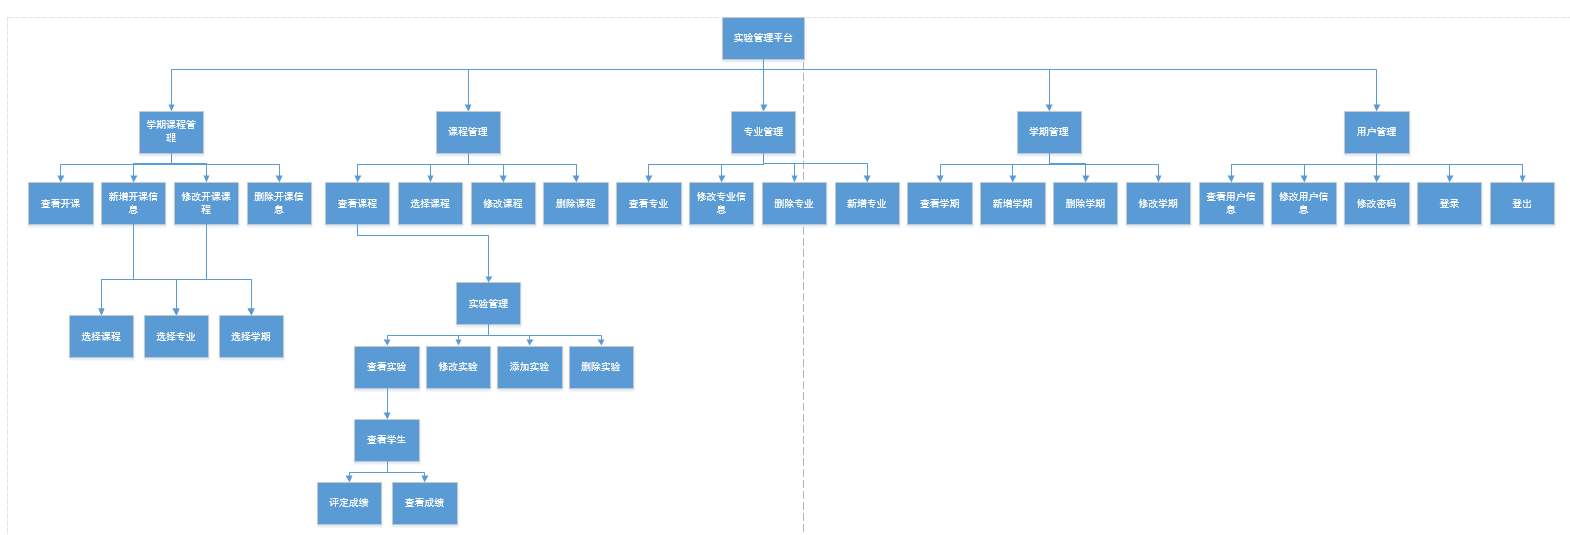 实验管理平台
学期课程管
理
课程管理
专业管理
学期管理
用户管理
查看开课
新增开课信
息
修改开课课
程
删除开课信
息
查看课程
选择课程
修改课程
删除课程
查看专业
修改专业信
息
删除专业
新增专业
查看学期
新增学期
删除学期
修改学期
查看用户信
息
修改用户信
息
修改密码
登录
登出
实验管理
选择课程
选择专业
选择学期
查看实验
修改实验
添加实验
删除实验
查看学生
评定成绩
查看成绩